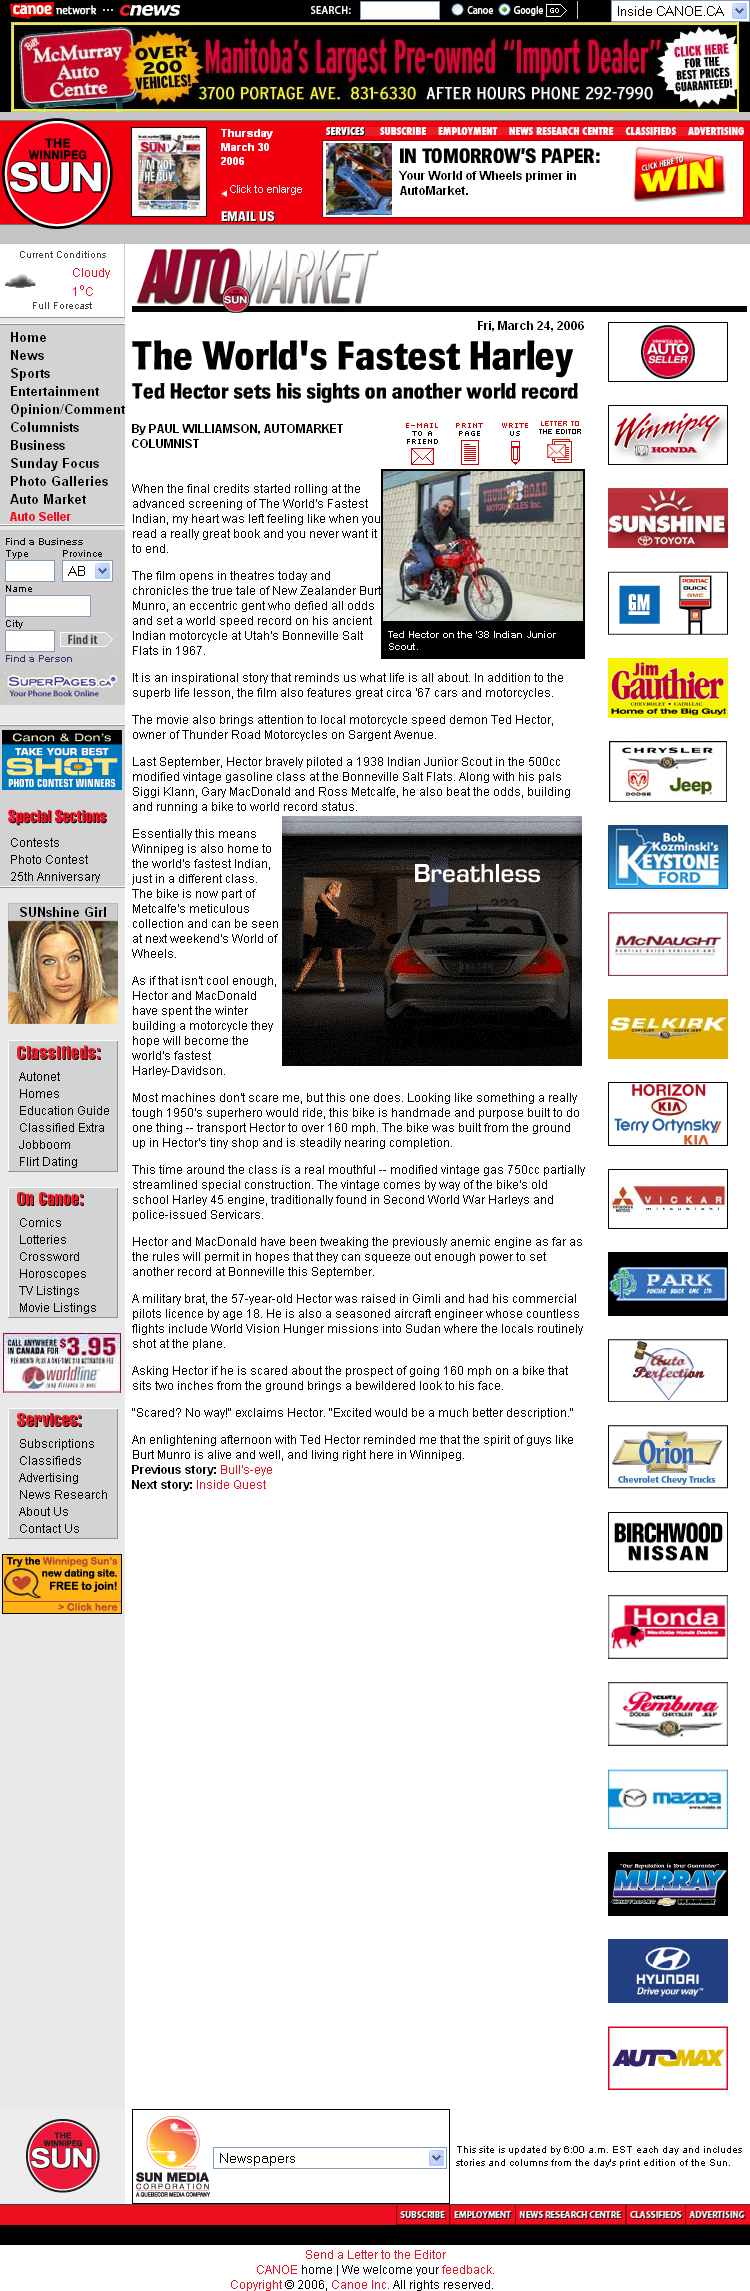 canoe network ••• cnews
SEARCH: Canoe Google GO Inside CANOE.CA
Bill McMurray Auto Centre
OVER 200 VEHICLES!
Manitoba's Largest Pre-owned "Import Dealer"
3700 PORTAGE AVE. 831-6330 AFTER HOURS PHONE 292-7990
CLICK HERE FOR THE BEST PRICES GUARANTEED!
THE WINNIPEG SUN
Thursday
March 30
2006
Click to enlarge
EMAIL US
SERVICES SUBSCRIBE EMPLOYMENT NEWS RESEARCH CENTRE CLASSIFIEDS ADVERTISING
IN TOMORROW'S PAPER:
Your World of Wheels primer in
AutoMarket.
CLICK HERE TO
WIN
Current Conditions
Cloudy
1°C
Full Forecast
AUTOMARKET
SUN
Home
News
Sports
Entertainment
Opinion/Comment
Columnists
Business
Sunday Focus
Photo Galleries
Auto Market
Auto Seller
Find a Business
Type Province
AB
Name
City
Find it
Find a Person
SUPERPAGES.CA
Your Phone Book Online
Canon & Don's
TAKE YOUR BEST
SHOT
PHOTO CONTEST WINNERS
Special Sections
Contests
Photo Contest
25th Anniversary
SUNshine Girl
Classifieds:
Autonet
Homes
Education Guide
Classified Extra
Jobboom
Flirt Dating
On Canoe:
Comics
Lotteries
Crossword
Horoscopes
TV Listings
Movie Listings
CALL ANYWHERE IN CANADA FOR $3.95
PER MONTH PLUS A ONE-TIME $10 ACTIVATION FEE
worldline
Services:
Subscriptions
Classifieds
Advertising
News Research
About Us
Contact Us
Try the Winnipeg Sun's
new dating site.
FREE to join!
> Click here
Fri, March 24, 2006
The World's Fastest Harley
Ted Hector sets his sights on another world record
By PAUL WILLIAMSON, AUTOMARKET
COLUMNIST
E-MAIL TO A FRIEND
PRINT PAGE
WRITE US
LETTER TO THE EDITOR
When the final credits started rolling at the
advanced screening of The World's Fastest
Indian, my heart was left feeling like when you
read a really great book and you never want it
to end.
THUNDER ROAD
MOTORCYCLES Inc.
Ted Hector on the '38 Indian Junior
Scout.
The film opens in theatres today and
chronicles the true tale of New Zealander Burt
Munro, an eccentric gent who defied all odds
and set a world speed record on his ancient
Indian motorcycle at Utah's Bonneville Salt
Flats in 1967.
It is an inspirational story that reminds us what life is all about. In addition to the
superb life lesson, the film also features great circa '67 cars and motorcycles.
The movie also brings attention to local motorcycle speed demon Ted Hector,
owner of Thunder Road Motorcycles on Sargent Avenue.
Last September, Hector bravely piloted a 1938 Indian Junior Scout in the 500cc
modified vintage gasoline class at the Bonneville Salt Flats. Along with his pals
Siggi Klann, Gary MacDonald and Ross Metcalfe, he also beat the odds, building
and running a bike to world record status.
Essentially this means
Winnipeg is also home to
the world's fastest Indian,
just in a different class.
The bike is now part of
Metcalfe's meticulous
collection and can be seen
at next weekend's World of
Wheels.
Breathless
As if that isn't cool enough,
Hector and MacDonald
have spent the winter
building a motorcycle they
hope will become the
world's fastest
Harley-Davidson.
Most machines don't scare me, but this one does. Looking like something a really
tough 1950's superhero would ride, this bike is handmade and purpose built to do
one thing -- transport Hector to over 160 mph. The bike was built from the ground
up in Hector's tiny shop and is steadily nearing completion.
This time around the class is a real mouthful -- modified vintage gas 750cc partially
streamlined special construction. The vintage comes by way of the bike's old
school Harley 45 engine, traditionally found in Second World War Harleys and
police-issued Servicars.
Hector and MacDonald have been tweaking the previously anemic engine as far as
the rules will permit in hopes that they can squeeze out enough power to set
another record at Bonneville this September.
A military brat, the 57-year-old Hector was raised in Gimli and had his commercial
pilots licence by age 18. He is also a seasoned aircraft engineer whose countless
flights include World Vision Hunger missions into Sudan where the locals routinely
shot at the plane.
Asking Hector if he is scared about the prospect of going 160 mph on a bike that
sits two inches from the ground brings a bewildered look to his face.
"Scared? No way!" exclaims Hector. "Excited would be a much better description."
An enlightening afternoon with Ted Hector reminded me that the spirit of guys like
Burt Munro is alive and well, and living right here in Winnipeg.
Previous story: Bull's-eye
Next story: Inside Quest
WINNIPEG SUN
AUTO
SELLER
Winnipeg
HONDA
SUNSHINE
TOYOTA
GM
PONTIAC
BUICK
GMC
Jim
Gauthier
CHEVROLET • CADILLAC
Home of the Big Guy!
CHRYSLER
DODGE Jeep
Bob
Kozminski's
KEYSTONE
FORD
MCNAUGHT
PONTIAC-BUICK-CADILLAC-GMC
SELKIRK
CHRYSLER DODGE JEEP
HORIZON
KIA
Terry Ortynsky
KIA
VICKAR
mitsubishi
MITSUBISHI MOTORS
PARK
PONTIAC BUICK GMC LTD.
Auto
Perfection
Orion
Chevrolet Chevy Trucks
BIRCHWOOD
NISSAN
Honda
Manitoba Honda Dealers
VICKAR'S
Pembina
DODGE CHRYSLER JEEP
mazda
www.mazda.ca
"Our Reputation is Your Guarantee"
MURRAY
CHEVROLET HUMMER
HYUNDAI
Drive your way™
AUTOMAX
THE WINNIPEG SUN
SUN MEDIA
CORPORATION
A QUEBECOR MEDIA COMPANY
Newspapers
This site is updated by 6:00 a.m. EST each day and includes
stories and columns from the day's print edition of the Sun.
SUBSCRIBE EMPLOYMENT NEWS RESEARCH CENTRE CLASSIFIEDS ADVERTISING
Send a Letter to the Editor
CANOE home | We welcome your feedback.
Copyright © 2006, Canoe Inc. All rights reserved.